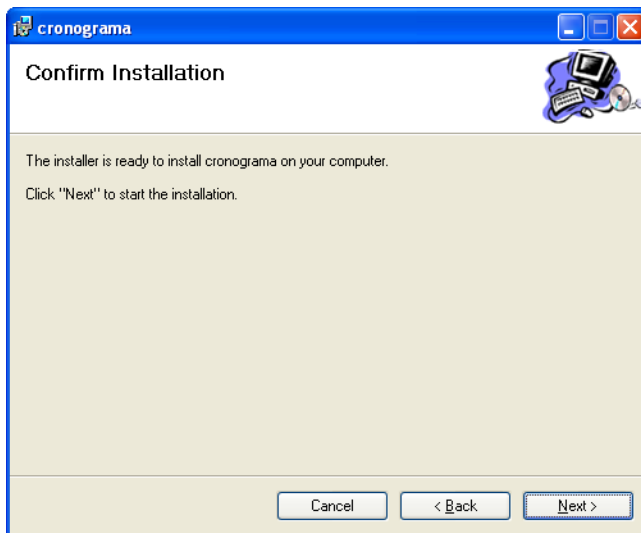 cronograma
Confirm Installation
The installer is ready to install cronograma on your computer.
Click "Next" to start the installation.
Cancel
< Back
Next >